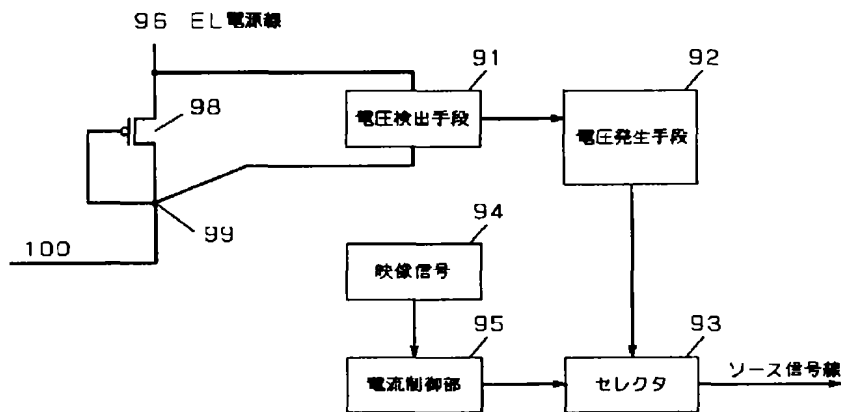 96 EL電源線
91
92
98
電圧検出手段
電圧発生手段
99
94
100
映像信号
95
93
電流制御部
セレクタ
ソース信号線